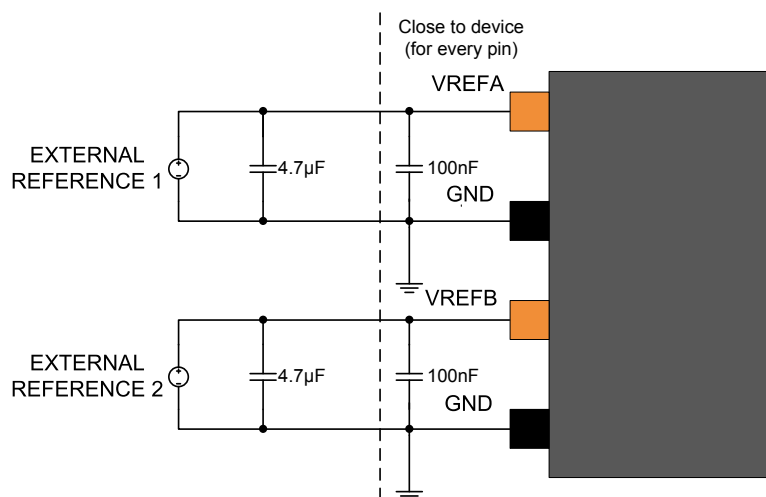 Close to device
(for every pin)
VREFA
EXTERNAL
REFERENCE 1
4.7µF
100nF
GND
VREFB
EXTERNAL
REFERENCE 2
4.7µF
100nF
GND